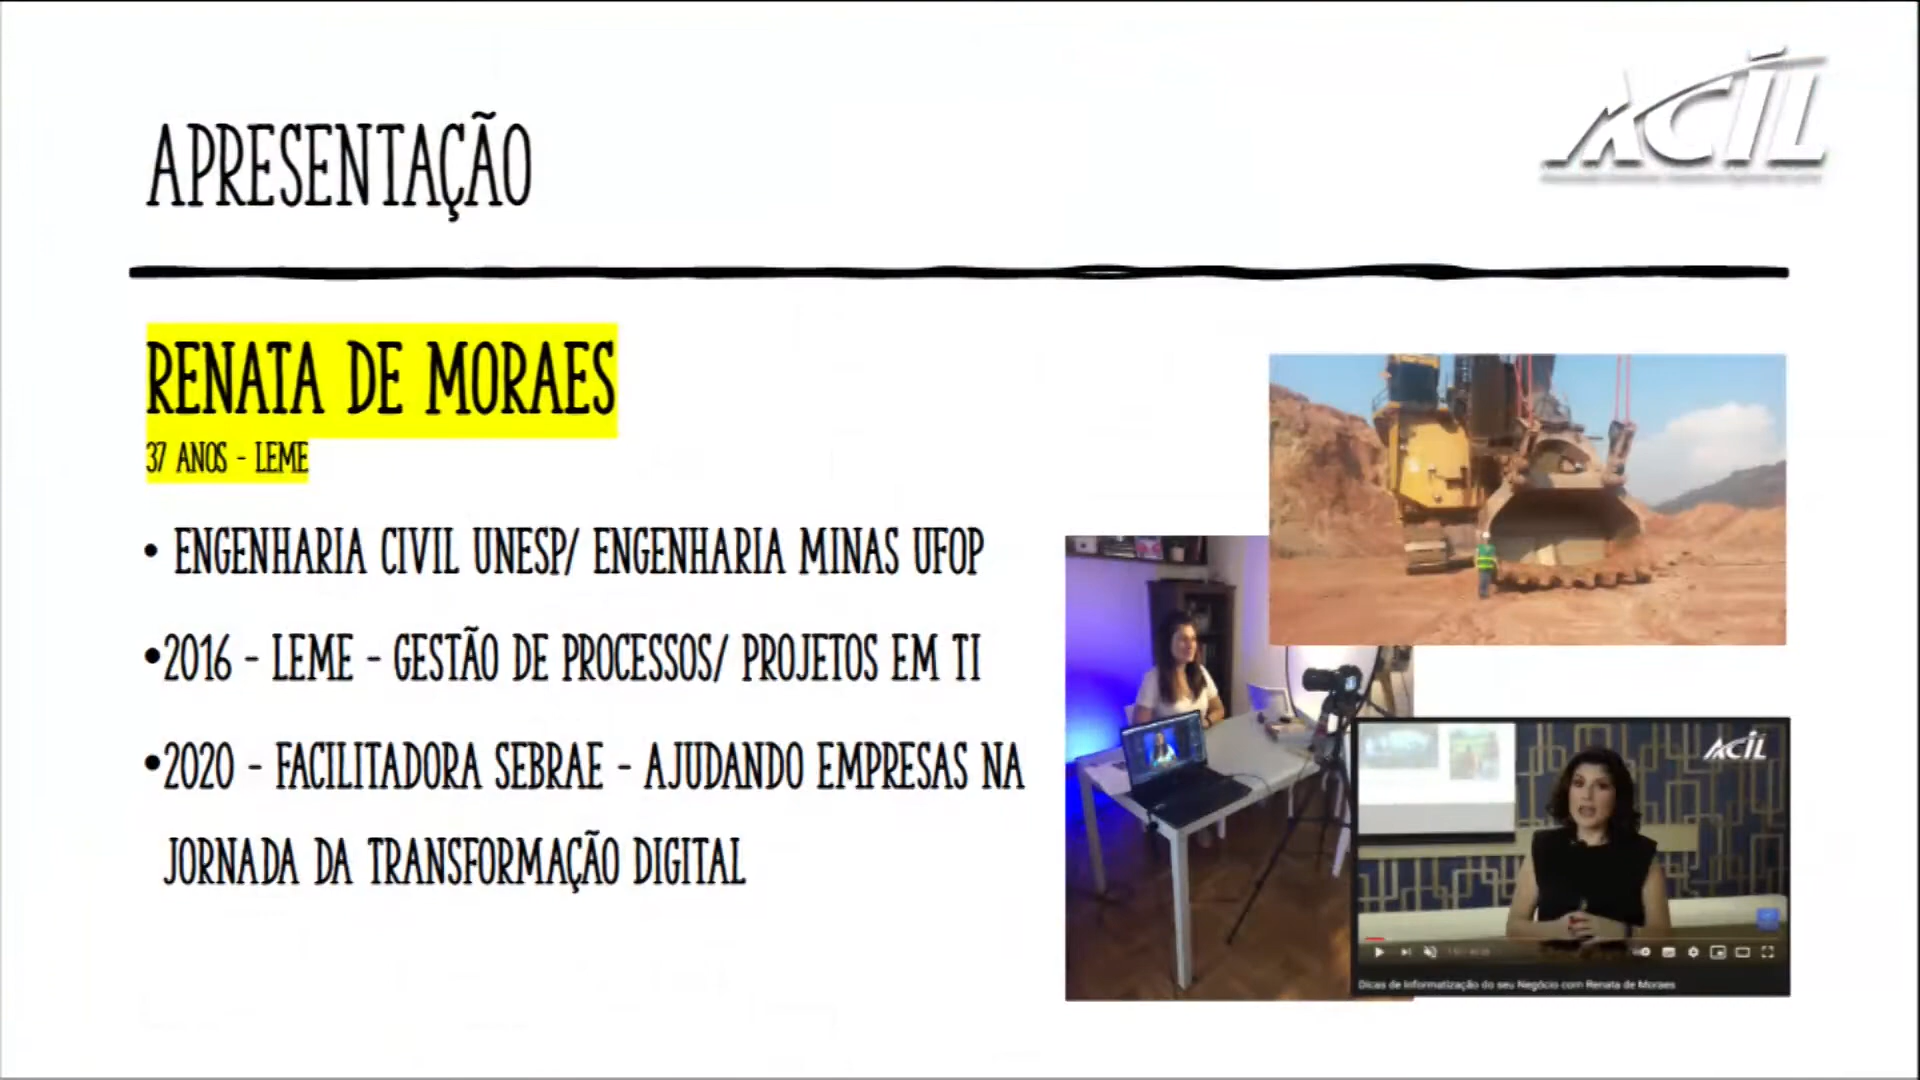 ACIL
APRESENTAÇÃO
RENATA DE MORAES
37 ANOS - LEME
• ENGENHARIA CIVIL UNESP/ ENGENHARIA MINAS UFOP
•2016 - LEME - GESTÃO DE PROCESSOS/ PROJETOS EM TI
•2020 - FACILITADORA SEBRAE - AJUDANDO EMPRESAS NA
JORNADA DA TRANSFORMAÇÃO DIGITAL
ACIL
Dicas de Informatização do seu Negócio com Renata de Moraes